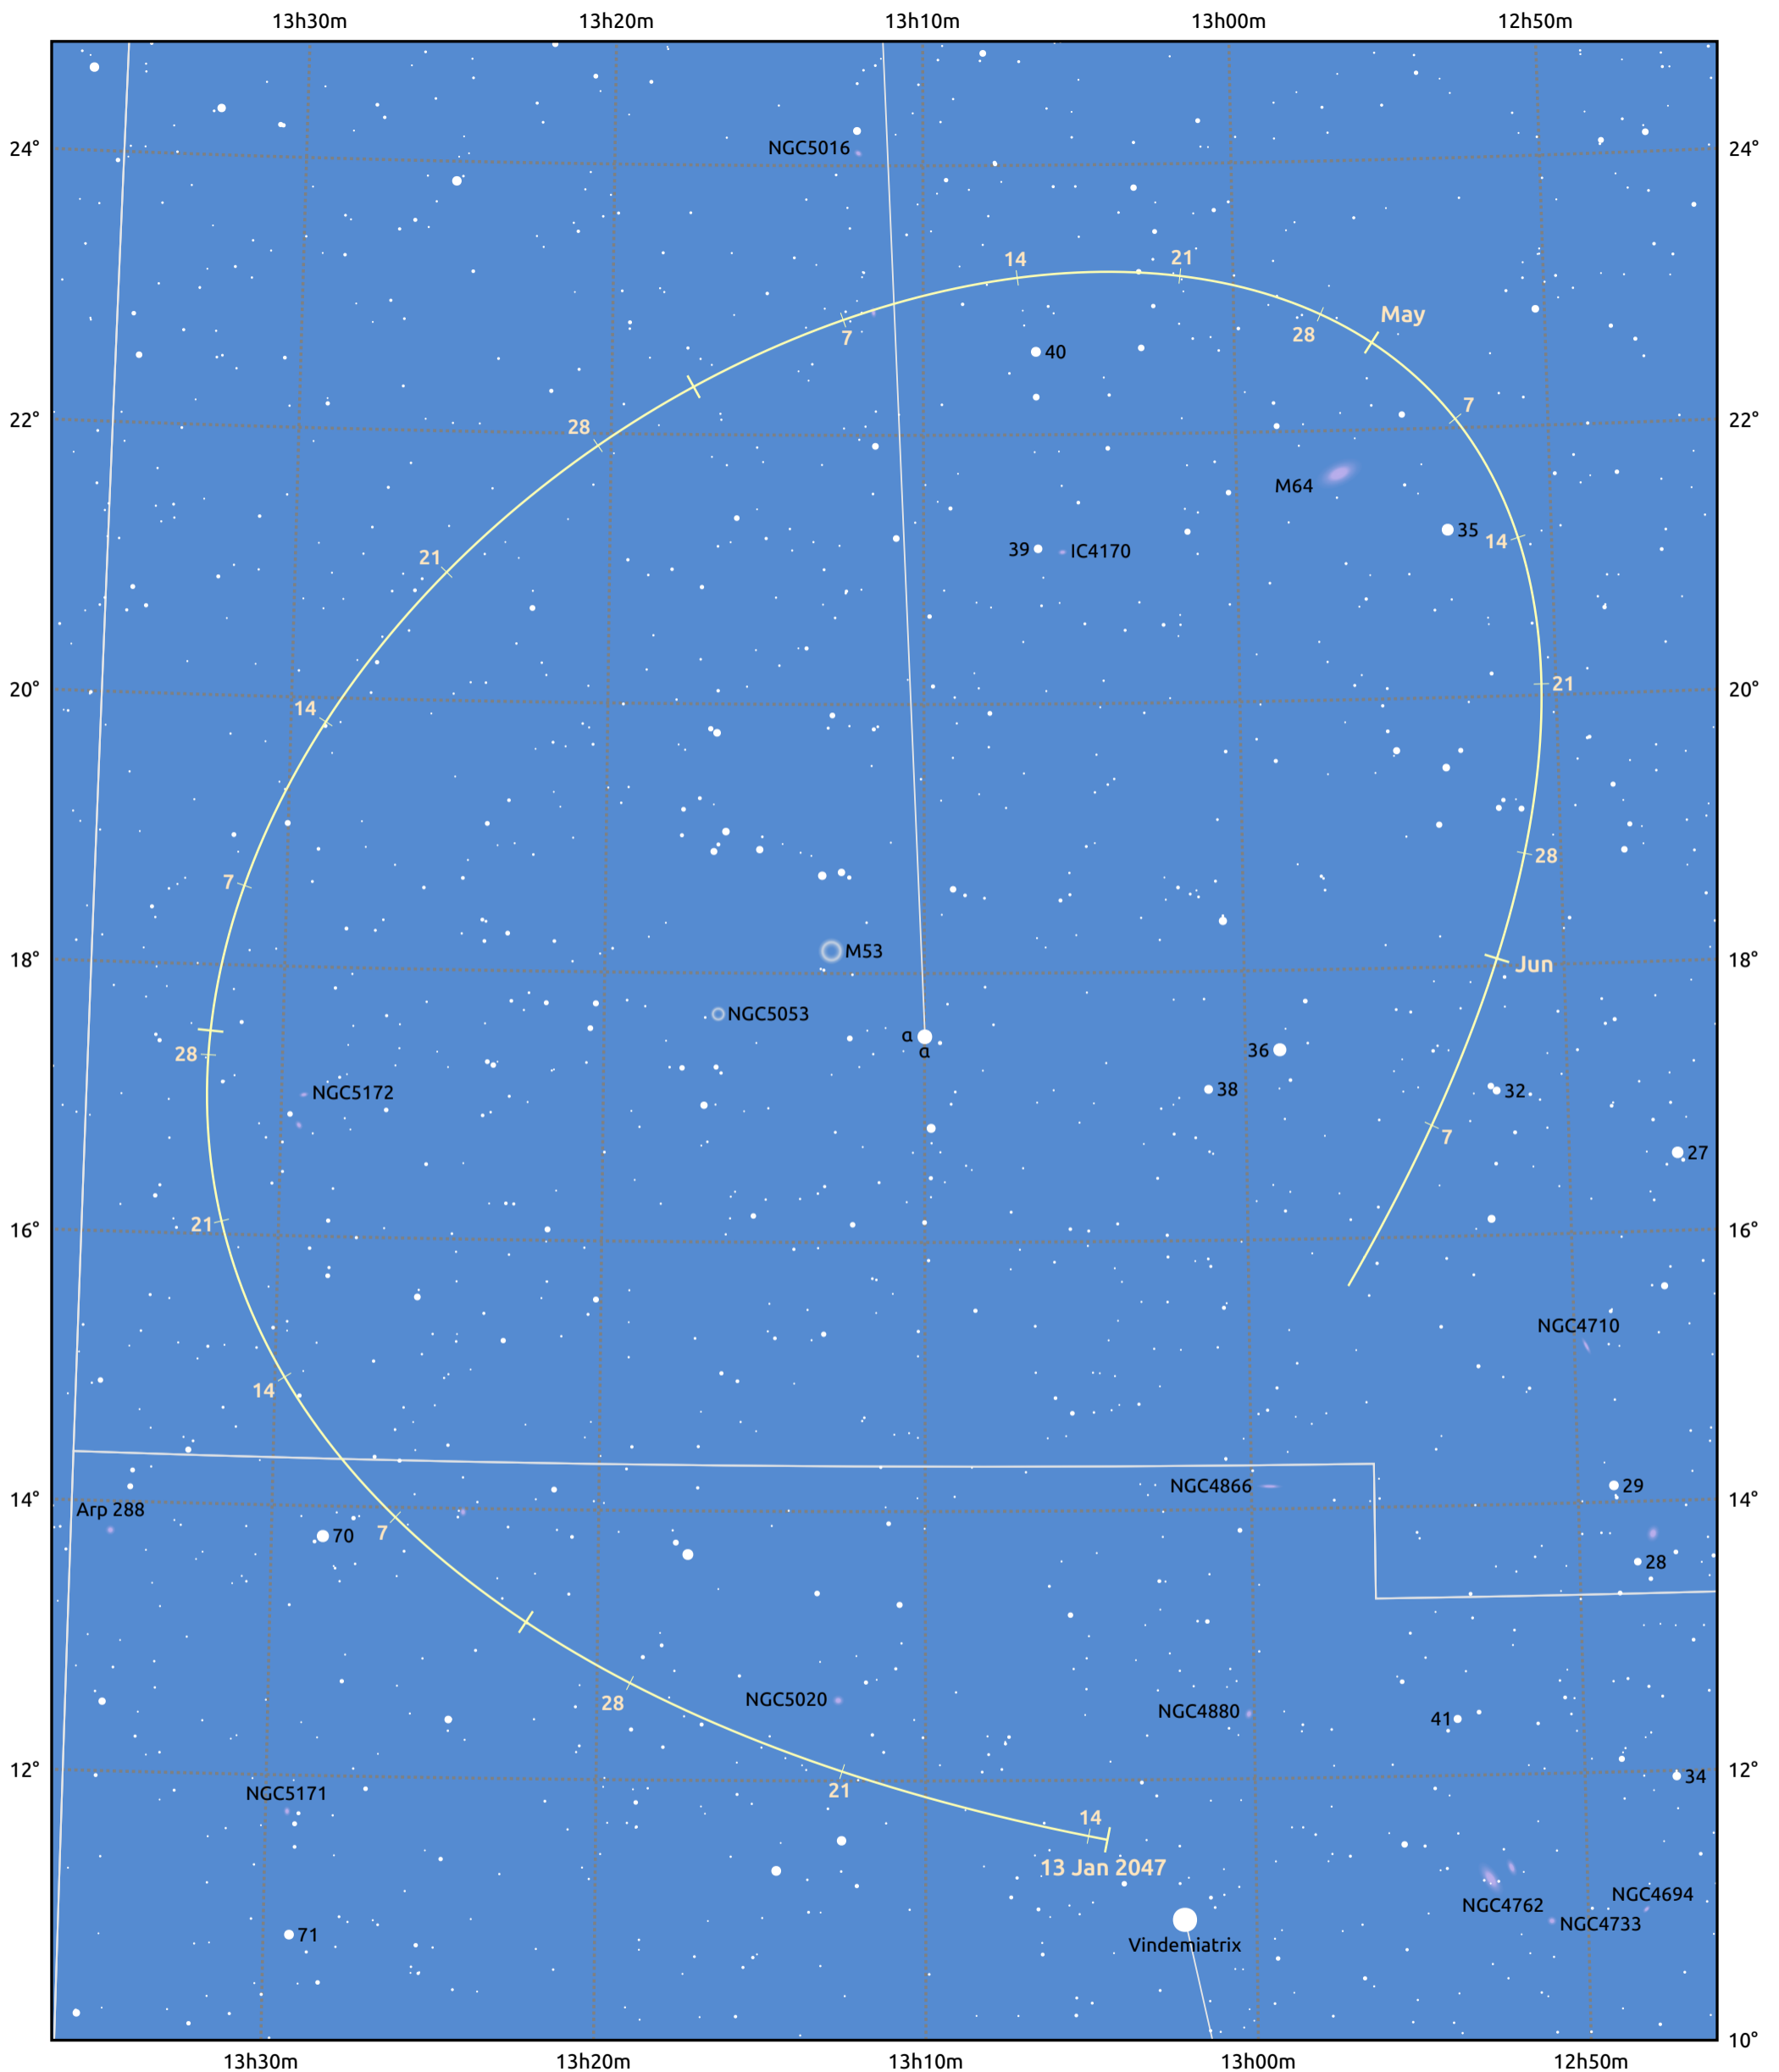 13h30m 13h20m 13h10m 13h00m 12h50m
24° 24°
NGC5016
14 21
7 28 May
40
22° 28 7 22°
M64
35
14
21 39 IC4170
20° 21 20°
14
28
7
M53
18° Jun 18°
NGC5053
α
α
28 36
NGC5172 38 32
7
27
21
16° 16°
NGC4710
14
NGC4866 29
14° 14°
Arp 288
7
70
28
NGC5020 NGC4880
28 41
12° 12°
34
NGC5171 21
14
13 Jan 2047
NGC4762 NGC4694
NGC4733
71
Vindemiatrix
10°
13h30m 13h20m 13h10m 13h00m 12h50m